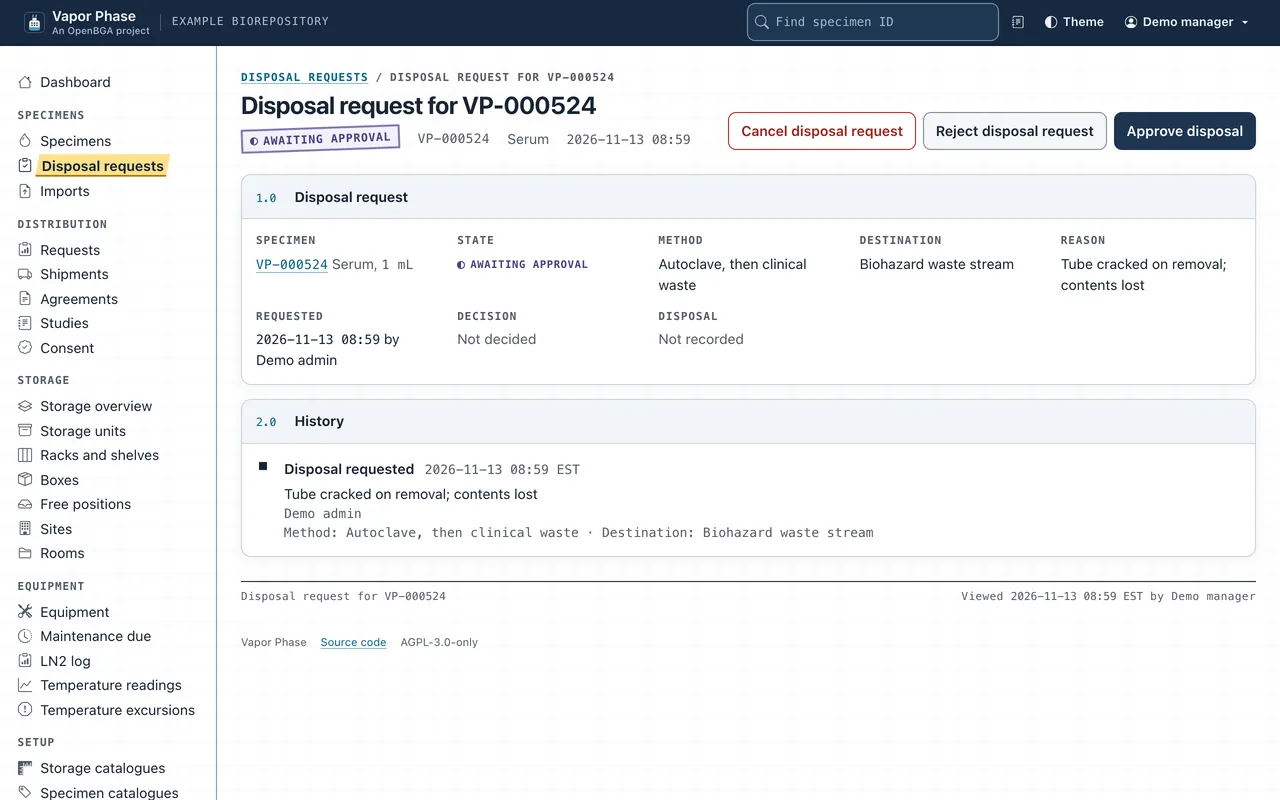 Vapor Phase
An OpenBGA project
EXAMPLE BIOREPOSITORY
Find specimen ID
Theme
Demo manager
Dashboard
SPECIMENS
Specimens
Disposal requests
Imports
DISTRIBUTION
Requests
Shipments
Agreements
Studies
Consent
STORAGE
Storage overview
Storage units
Racks and shelves
Boxes
Free positions
Sites
Rooms
EQUIPMENT
Equipment
Maintenance due
LN2 log
Temperature readings
Temperature excursions
SETUP
Storage catalogues
Specimen catalogues
DISPOSAL REQUESTS / DISPOSAL REQUEST FOR VP-000524
Disposal request for VP-000524
AWAITING APPROVAL VP-000524 Serum 2026-11-13 08:59
Cancel disposal request
Reject disposal request
Approve disposal
1.0 Disposal request
SPECIMEN
VP-000524 Serum, 1 mL
STATE
AWAITING APPROVAL
METHOD
Autoclave, then clinical
waste
DESTINATION
Biohazard waste stream
REASON
Tube cracked on removal;
contents lost
REQUESTED
2026-11-13 08:59 by
Demo admin
DECISION
Not decided
DISPOSAL
Not recorded
2.0 History
Disposal requested 2026-11-13 08:59 EST
Tube cracked on removal; contents lost
Demo admin
Method: Autoclave, then clinical waste · Destination: Biohazard waste stream
Disposal request for VP-000524
Viewed 2026-11-13 08:59 EST by Demo manager
Vapor Phase Source code AGPL-3.0-only